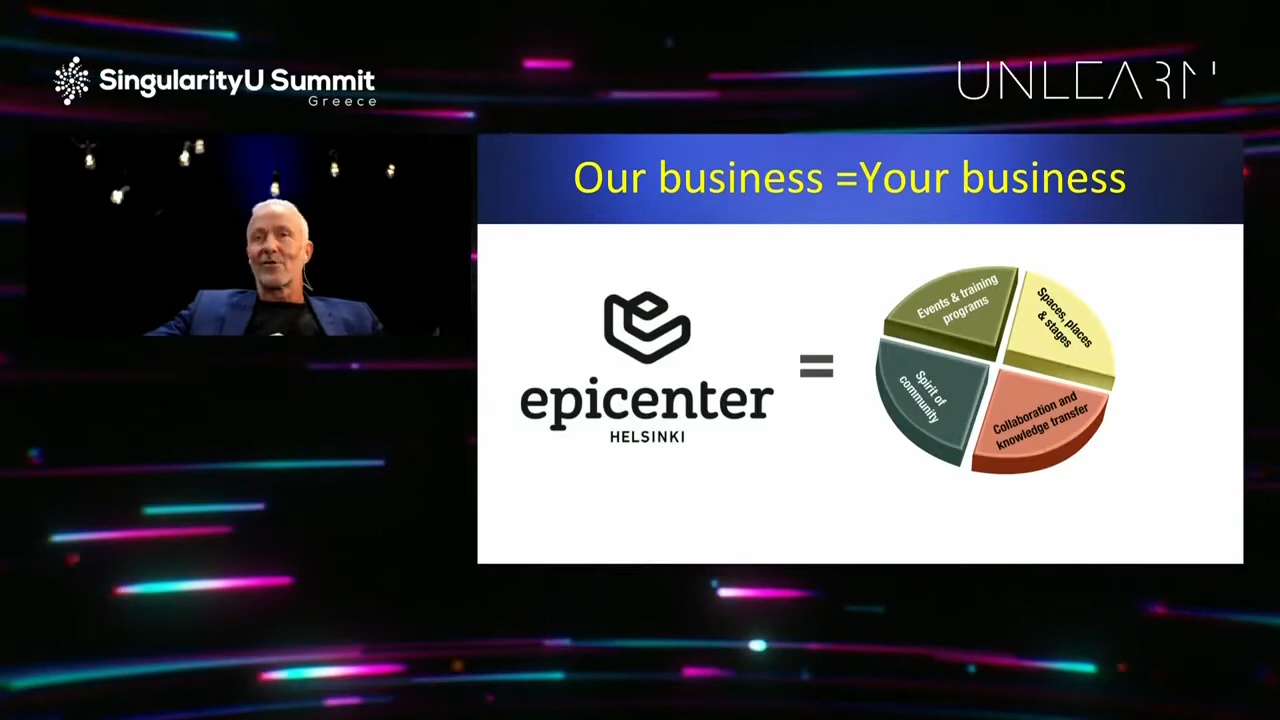 SingularityU Summit
Greece
UNLEARN
Our business =Your business
epicenter
HELSINKI
=
Events & training
programs
Spaces, places
& stages
Spirit of
community
Collaboration and
knowledge transfer